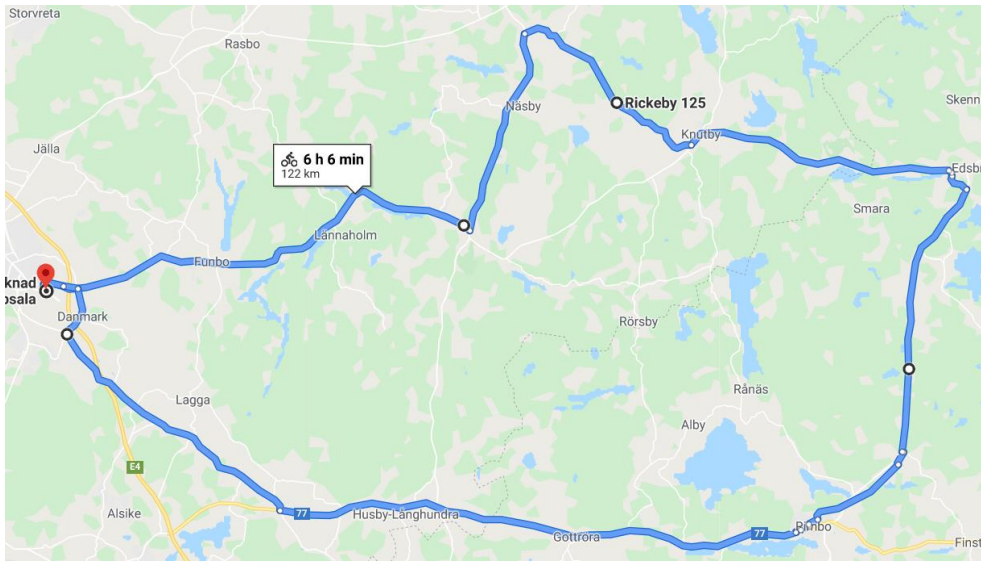 Storvreta
Rasbo
Näsby
Rickeby 125
Skenn
Knutby
Jälla
6 h 6 min
122 km
Edsbr
Smara
Lännaholm
Funbo
knad
psala
Danmark
Rörsby
Rånäs
Lagga
Alby
E4
Alsike
77
Husby-Långhundra
Gottröra
77
Rimbo
Finst